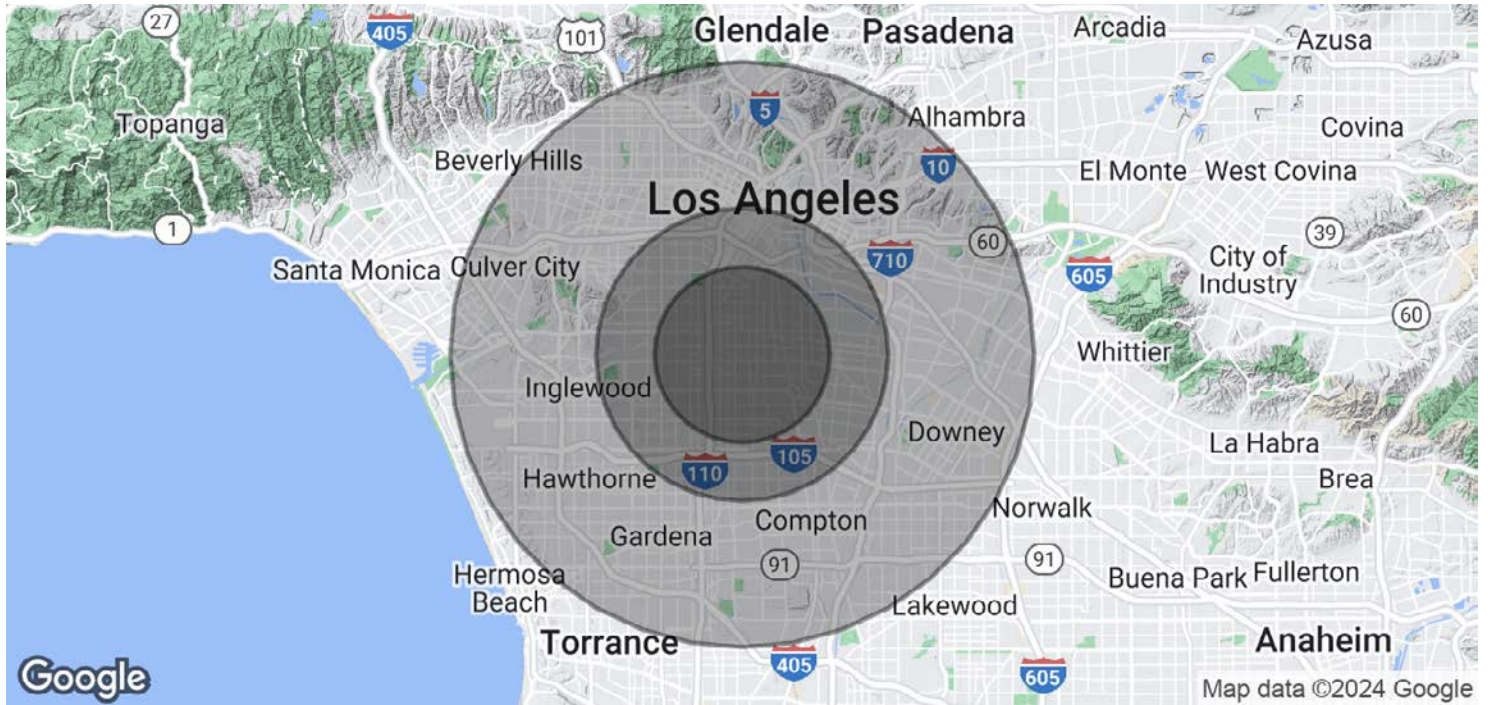 27
405
101
Glendale
Pasadena
Arcadia
Azusa
5
Topanga
Alhambra
Covina
Beverly Hills
10
El Monte
West Covina
Los Angeles
1
60
39
Santa Monica
Culver City
710
605
City of
Industry
60
Whittier
Inglewood
Downey
La Habra
110
105
Hawthorne
Brea
Norwalk
Compton
Gardena
91
91
Hermosa
Beach
Buena Park
Fullerton
Lakewood
Torrance
Anaheim
405
605
Google
Map data ©2024 Google